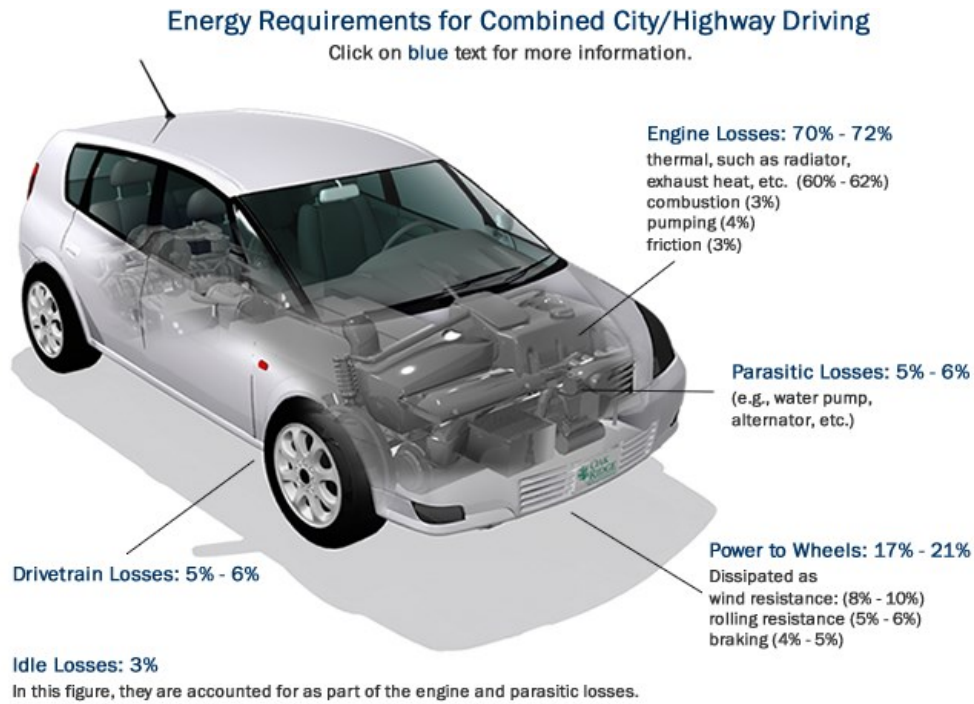 Energy Requirements for Combined City/Highway Driving
Click on blue text for more information.
Engine Losses: 70% - 72%
thermal, such as radiator,
exhaust heat, etc. (60% - 62%)
combustion (3%)
pumping (4%)
friction (3%)
Parasitic Losses: 5% - 6%
(e.g., water pump,
alternator, etc.)
OAK
RIDGE
Power to Wheels: 17% - 21%
Dissipated as
wind resistance: (8% - 10%)
rolling resistance (5% - 6%)
braking (4% - 5%)
Drivetrain Losses: 5% - 6%
Idle Losses: 3%
In this figure, they are accounted for as part of the engine and parasitic losses.